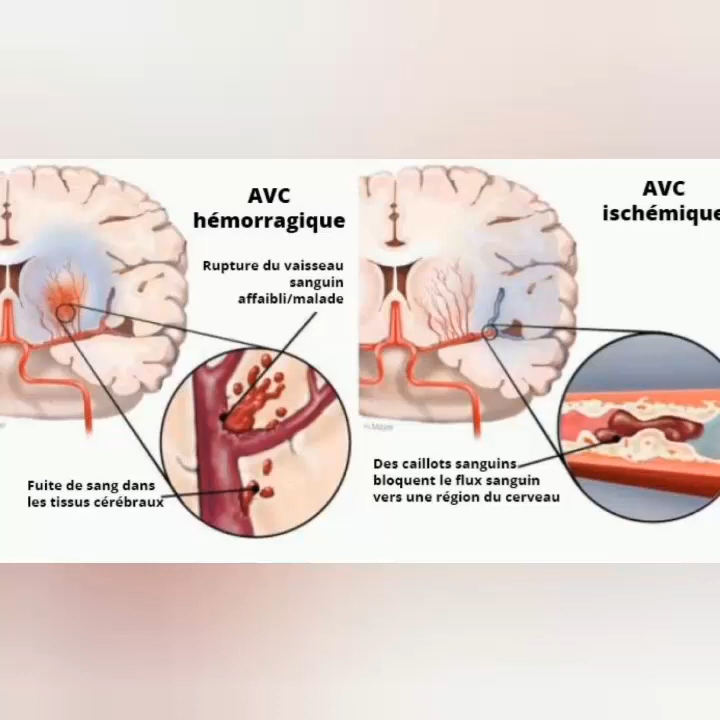 AVC
hémorragique
Rupture du vaisseau
sanguin
affaibli/malade
Fuite de sang dans
les tissus cérébraux
AVC
ischémique
Des caillots sanguins
bloquent le flux sanguin
vers une région du cerveau